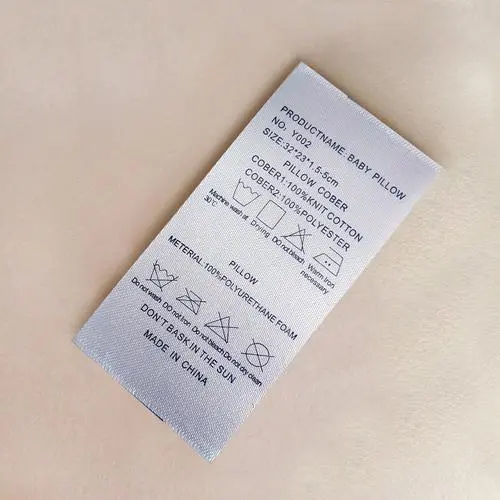 PRODUCTNAME: BABY PILLOW
NO. Y002
SIZE:32*23*1.5-5cm
PILLOW COBER
COBER1:100%KNIT COTTON
COBER2:100%POLYESTER
Machine wash at 30℃ Drying Do not bleach Warm iron necessary
PILLOW
METERIAL:100%POLYURETHANE FOAM
Do not wash Do not Iron Do not bleach Do not dry clean
DON'T BASK IN THE SUN
MADE IN CHINA